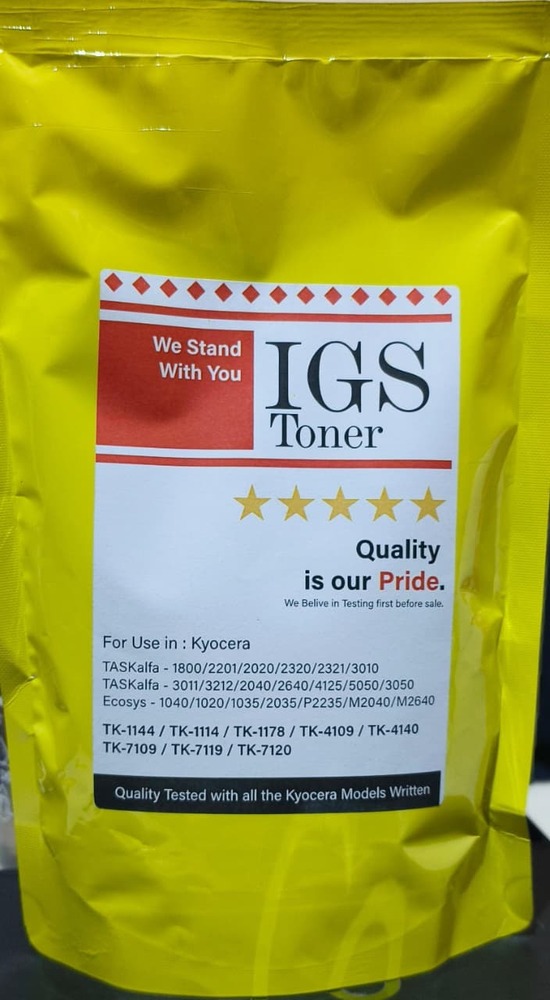 We Stand
With You
IGS
Toner
Quality
is our Pride.
We Belive in Testing first before sale.
For Use in : Kyocera
TASKalfa - 1800/2201/2020/2320/2321/3010
TASKalfa - 3011/3212/2040/2640/4125/5050/3050
Ecosys - 1040/1020/1035/2035/P2235/M2040/M2640
TK-1144 / TK-1114 / TK-1178 / TK-4109 / TK-4140
TK-7109 / TK-7119 / TK-7120
Quality Tested with all the Kyocera Models Written